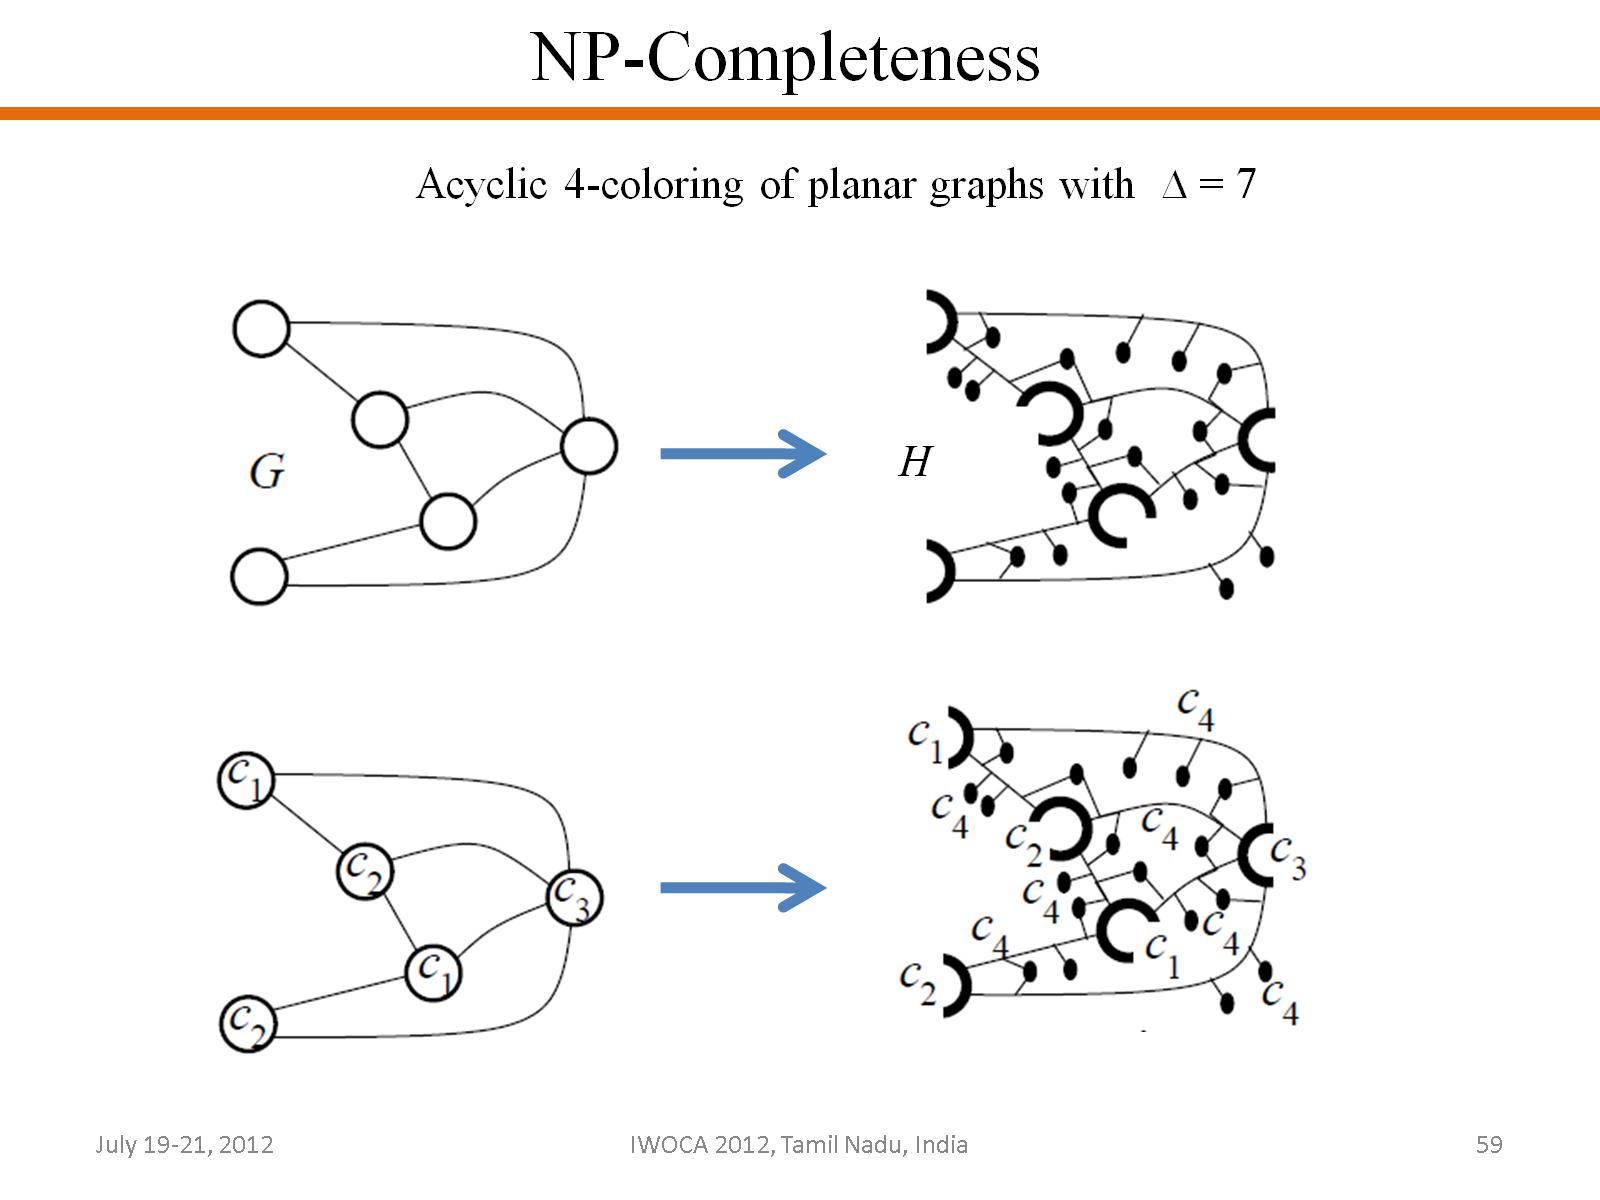 NP-Completeness
Acyclic 4-coloring of planar graphs with Δ = 7
G
H
c1
c2
c3
c1
c2
c4
c1
c4
c2
c4
c3
c4
c4
c4
c1
c2
c4
July 19-21, 2012
IWOCA 2012, Tamil Nadu, India
59